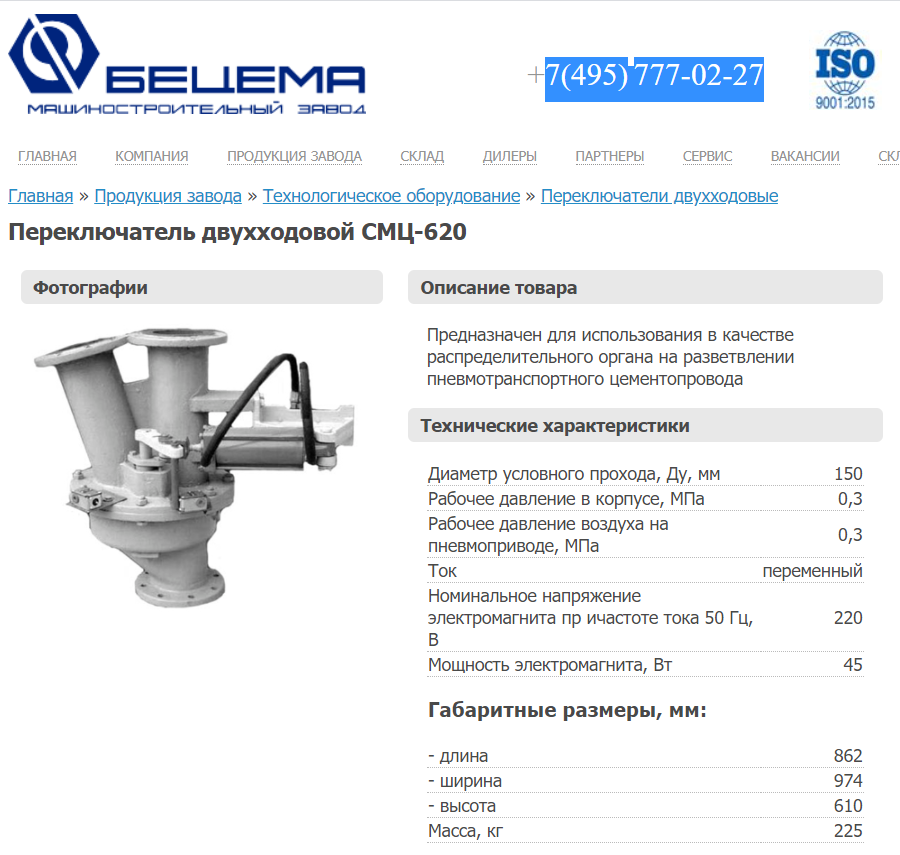 БЕЦЕМА
МАШИНОСТРОИТЕЛЬНЫЙ ЗАВОД
+7(495) 777-02-27
ISO
9001:2015
ГЛАВНАЯ КОМПАНИЯ ПРОДУКЦИЯ ЗАВОДА СКЛАД ДИЛЕРЫ ПАРТНЕРЫ СЕРВИС ВАКАНСИИ
Главная » Продукция завода » Технологическое оборудование » Переключатели двухходовые
Переключатель двухходовой СМЦ-620
Фотографии
Описание товара
Предназначен для использования в качестве
распределительного органа на разветвлении
пневмотранспортного цементопровода
Технические характеристики
Диаметр условного прохода, Ду, мм 150
Рабочее давление в корпусе, МПа 0,3
Рабочее давление воздуха на
пневмоприводе, МПа 0,3
Ток переменный
Номинальное напряжение
электромагнита пр ичастоте тока 50 Гц, 220
В
Мощность электромагнита, Вт 45
Габаритные размеры, мм:
- длина 862
- ширина 974
- высота 610
Масса, кг 225